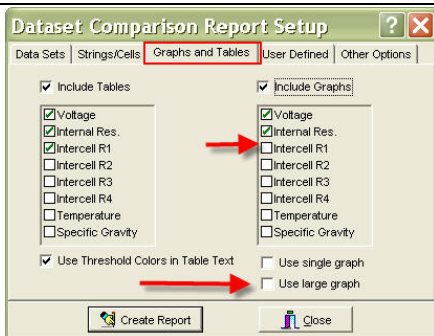 Dataset Comparison Report Setup
Data Sets Strings/Cells Graphs and Tables User Defined Other Options
Include Tables
Include Graphs
Voltage
Internal Res.
Intercell R1
Intercell R2
Intercell R3
Intercell R4
Temperature
Specific Gravity
Voltage
Internal Res.
Intercell R1
Intercell R2
Intercell R3
Intercell R4
Temperature
Specific Gravity
Use Threshold Colors in Table Text
Use single graph
Use large graph
Create Report
Close